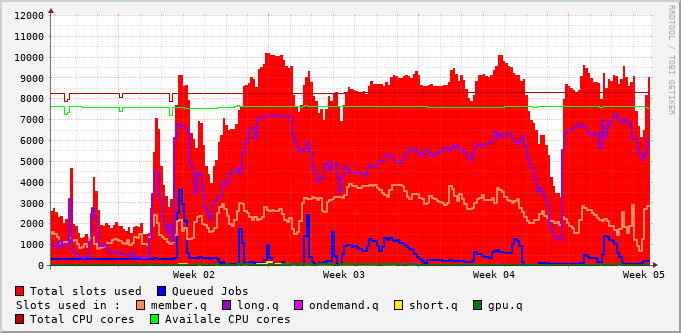 12000
11000
10000
9000
8000
7000
6000
5000
4000
3000
2000
1000
0
Week 02 Week 03 Week 04 Week 05
RRDTOOL / TOBI OETIKER
Total slots used Queued Jobs
Slots used in : member.q long.q ondemand.q short.q gpu.q
Total CPU cores Availale CPU cores